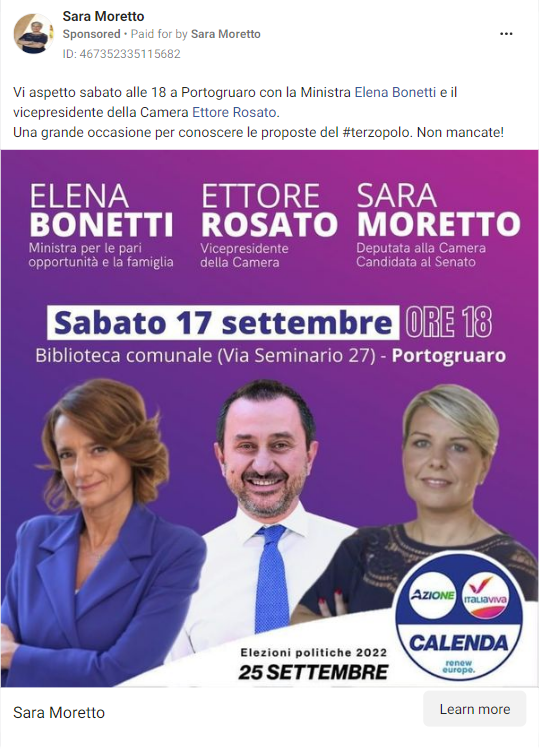 Sara Moretto
Sponsored • Paid for by Sara Moretto
ID: 467352335115682
Vi aspetto sabato alle 18 a Portogruaro con la Ministra Elena Bonetti e il
vicepresidente della Camera Ettore Rosato.
Una grande occasione per conoscere le proposte del #terzopolo. Non mancate!
ELENA
BONETTI
Ministra per le pari
opportunità e la famiglia
ETTORE
ROSATO
Vicepresidente
della Camera
SARA
MORETTO
Deputata alla Camera
Candidata al Senato
Sabato 17 settembre ORE 18
Biblioteca comunale (Via Seminario 27) - Portogruaro
AZIONE
ITALIAVIVA
CALENDA
renew
europe.
Elezioni politiche 2022
25 SETTEMBRE
Sara Moretto
Learn more